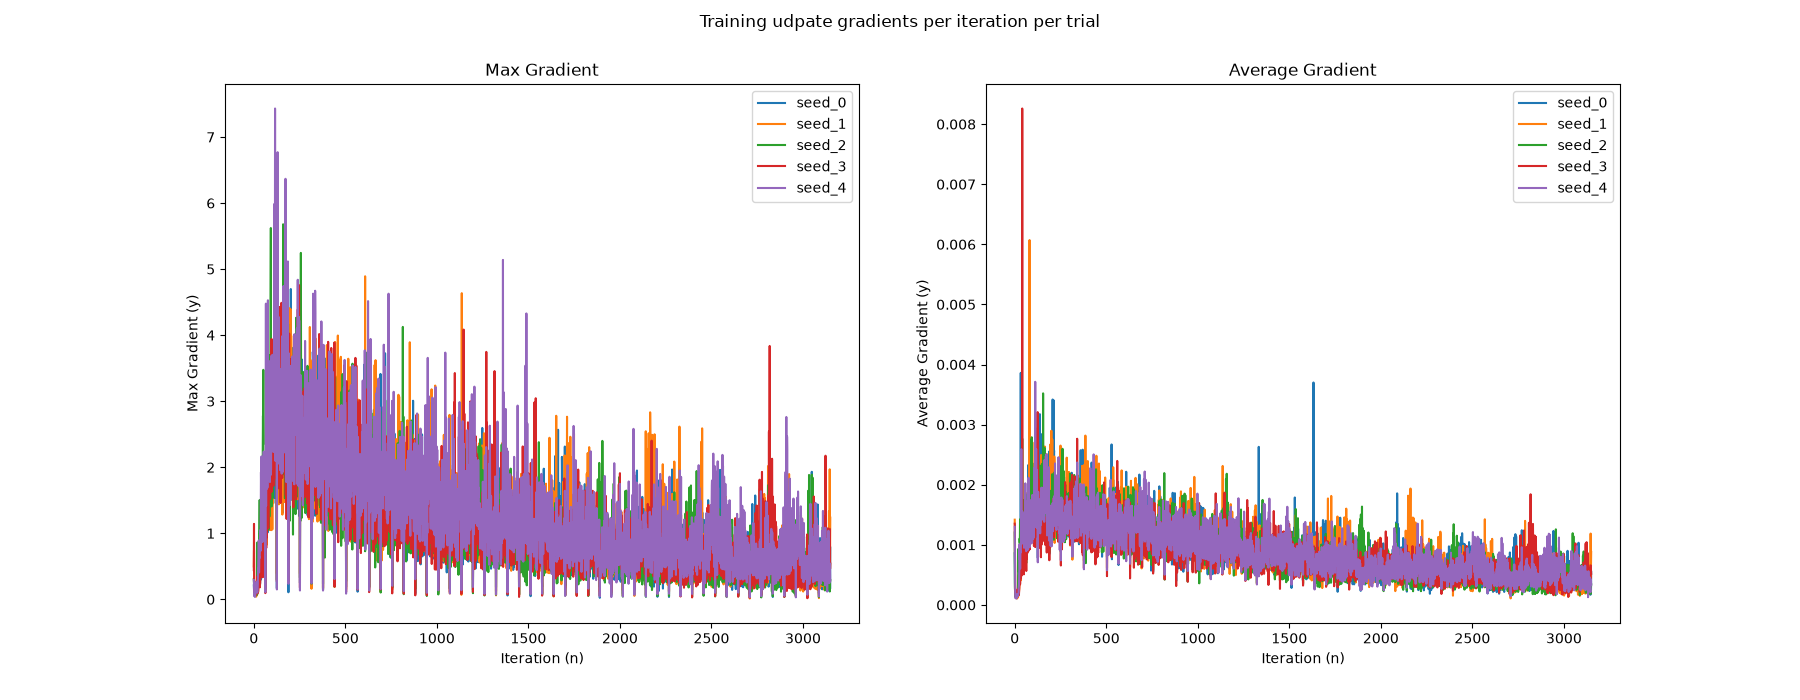 Training udpate gradients per iteration per trial
Max Gradient
seed_0
seed_1
seed_2
seed_3
seed_4
7
6
5
4
3
2
1
0
Max Gradient (y)
0 500 1000 1500 2000 2500 3000
Iteration (n)
Average Gradient
seed_0
seed_1
seed_2
seed_3
seed_4
0.008
0.007
0.006
0.005
0.004
0.003
0.002
0.001
0.000
Average Gradient (y)
0 500 1000 1500 2000 2500 3000
Iteration (n)